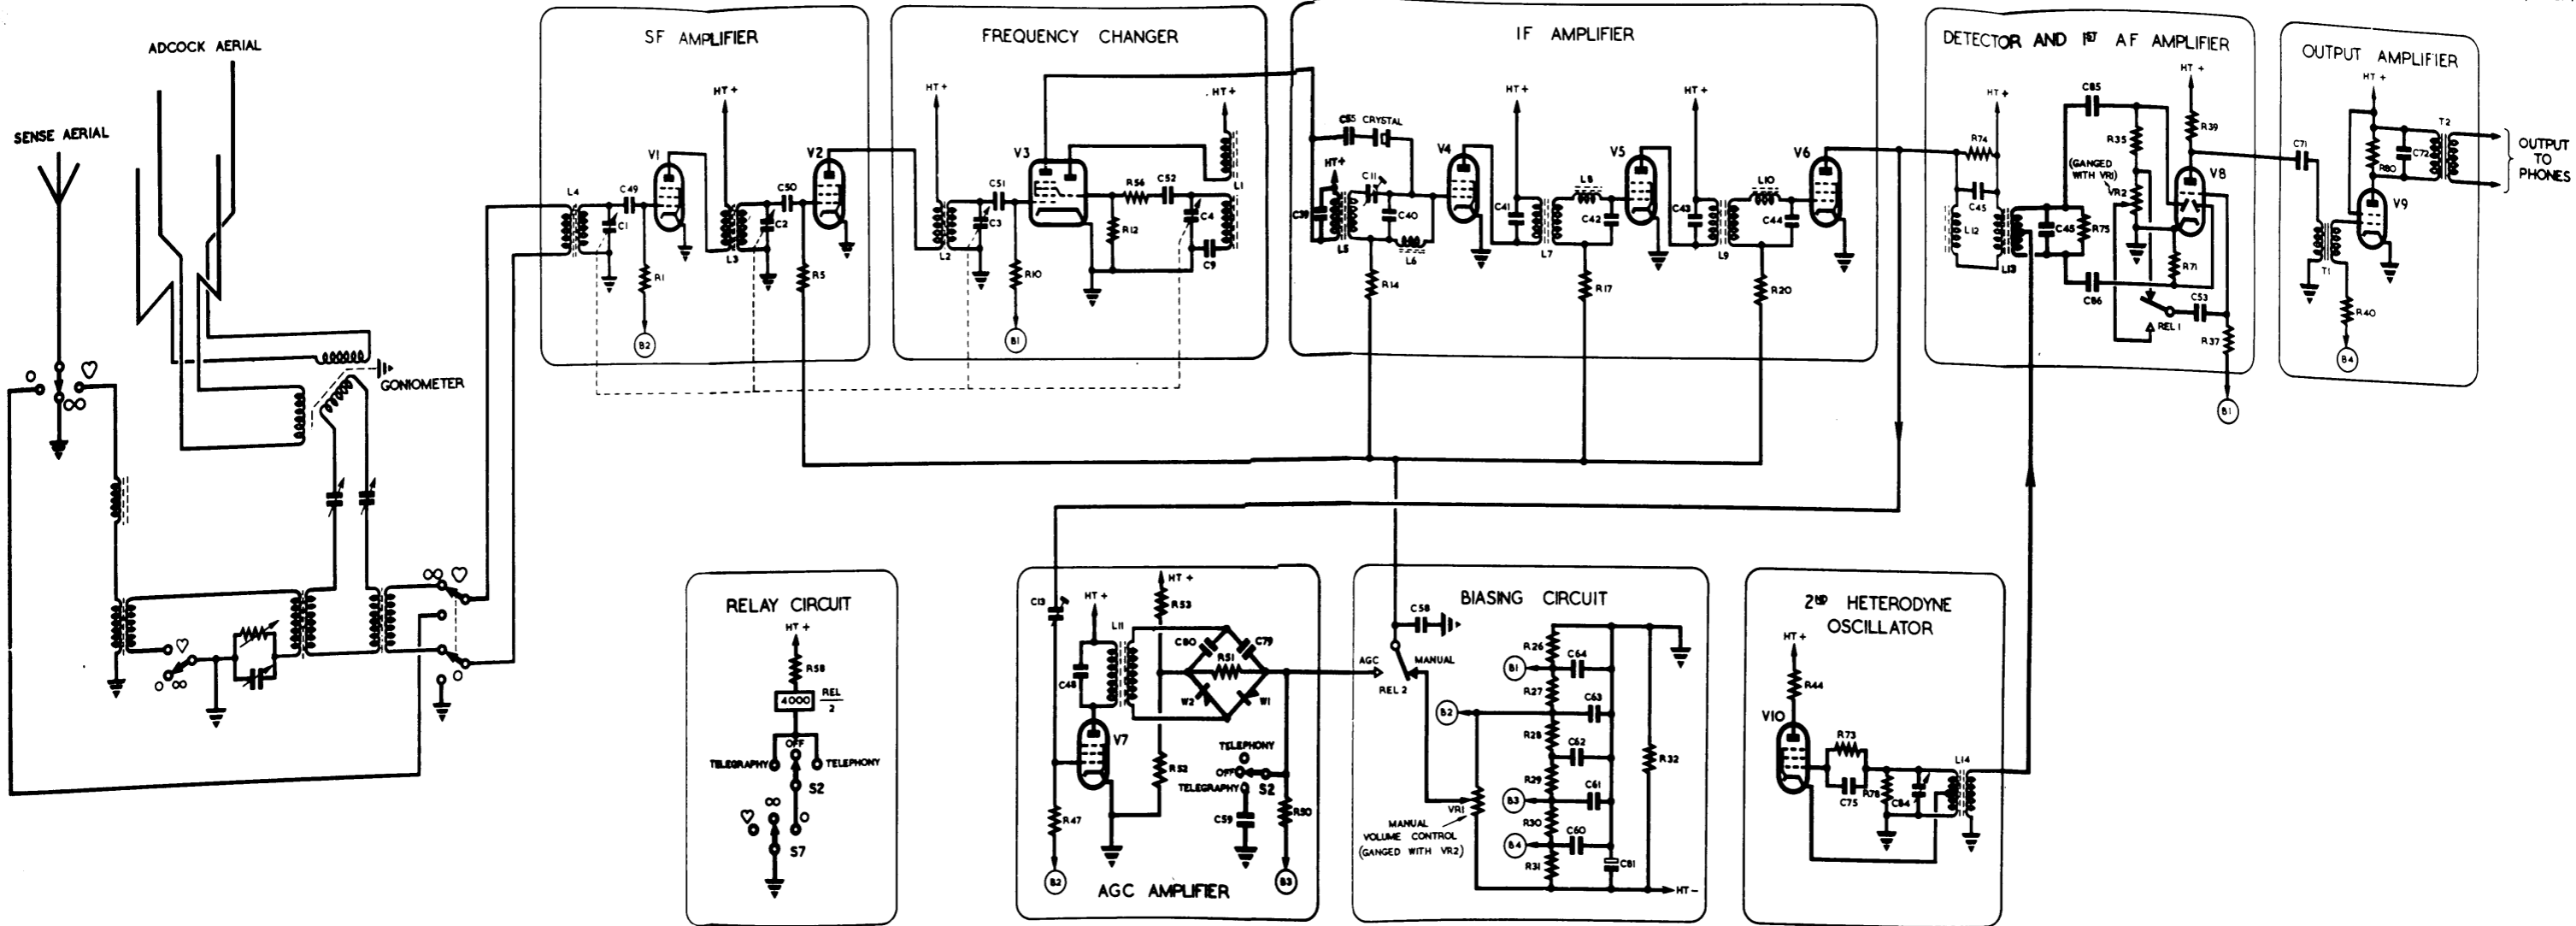 ADCOCK AERIAL
SENSE AERIAL
GONIOMETER
O
♡
∞
∞ ♡
O
♡
O ∞
SF AMPLIFIER
HT +
V1
V2
L4
C49
C1
R1
B2
L3
C2
C50
R5
FREQUENCY CHANGER
HT +
HT +
V3
L2
C3
C51
R10
B1
R56
C52
R12
C4
C9
L1
IF AMPLIFIER
C55 CRYSTAL
HT +
HT +
HT +
C39
L5
C11
C40
L6
R14
V4
C41
L7
L8
C42
R17
V5
C43
L9
L10
C44
R20
V6
DETECTOR AND 1ST AF AMPLIFIER
HT +
HT +
R74
C45
L12
L13
C45
R75
C85
C86
R35
(GANGED
WITH VR1)
VR2
R39
V8
R71
REL 1
C53
R37
B1
OUTPUT AMPLIFIER
HT +
C71
T1
R80
C72
T2
V9
R40
B4
OUTPUT
TO
PHONES
RELAY CIRCUIT
HT +
R58
4000
REL
2
OFF
TELEGRAPHY
TELEPHONY
S2
♡
∞
O
S7
C13
HT +
HT +
R53
L11
C80
C79
R51
C48
W2
W1
V7
R52
R47
TELEPHONY
OFF
TELEGRAPHY
S2
C59
R50
B2
B3
AGC AMPLIFIER
BIASING CIRCUIT
C58
AGC
MANUAL
REL 2
R26
C64
B1
R27
C63
B2
R28
C62
R29
C61
B3
R30
C60
B4
R31
C81
R32
VR1
MANUAL
VOLUME CONTROL
(GANGED WITH VR2)
HT -
2ND HETERODYNE
OSCILLATOR
HT +
R44
V10
R73
C75
R78
C84
L14